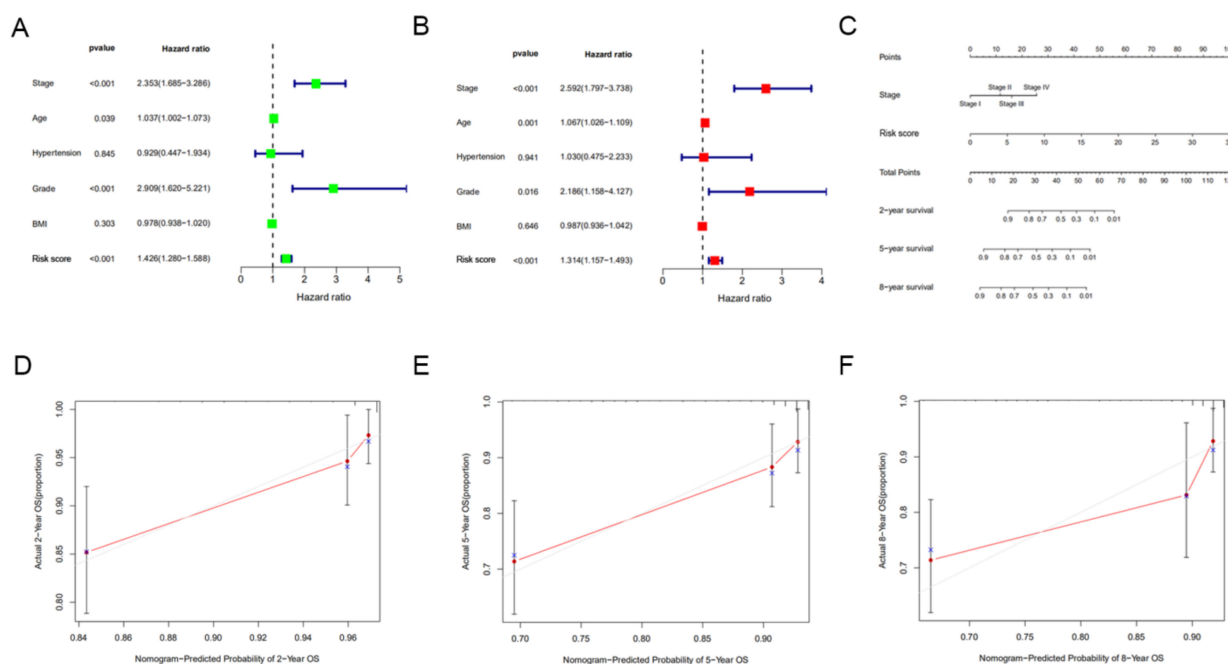 A
pvalue Hazard ratio
Stage <0.001 2.353(1.685−3.286)
Age 0.039 1.037(1.002−1.073)
Hypertension 0.845 0.929(0.447−1.934)
Grade <0.001 2.909(1.620−5.221)
BMI 0.303 0.978(0.938−1.020)
Risk score <0.001 1.426(1.280−1.588)
0 1 2 3 4 5
Hazard ratio
B
pvalue Hazard ratio
Stage <0.001 2.592(1.797−3.738)
Age 0.001 1.067(1.026−1.109)
Hypertension 0.941 1.030(0.475−2.233)
Grade 0.016 2.186(1.158−4.127)
BMI 0.646 0.987(0.936−1.042)
Risk score <0.001 1.314(1.157−1.493)
0 1 2 3 4
Hazard ratio
C
0 10 20 30 40 50 60 70 80 90
Points
Stage II Stage IV
Stage
Stage I Stage III
Risk score
0 5 10 15 20 25 30
Total Points
0 10 20 30 40 50 60 70 80 90 100 110
2−year survival
0.9 0.8 0.7 0.5 0.3 0.1 0.01
5−year survival
0.9 0.8 0.7 0.5 0.3 0.1 0.01
8−year survival
0.9 0.8 0.7 0.5 0.3 0.1 0.01
D
Actual 2−Year OS(proportion)
1.00
0.95
0.90
0.85
0.80
0.84 0.86 0.88 0.90 0.92 0.94 0.96
Nomogram−Predicted Probability of 2−Year OS
E
Actual 5−Year OS(proportion)
1.0
0.9
0.8
0.7
0.70 0.75 0.80 0.85 0.90
Nomogram−Predicted Probability of 5−Year OS
F
Actual 8−Year OS(proportion)
1.0
0.9
0.8
0.7
0.70 0.75 0.80 0.85 0.90
Nomogram−Predicted Probability of 8−Year OS